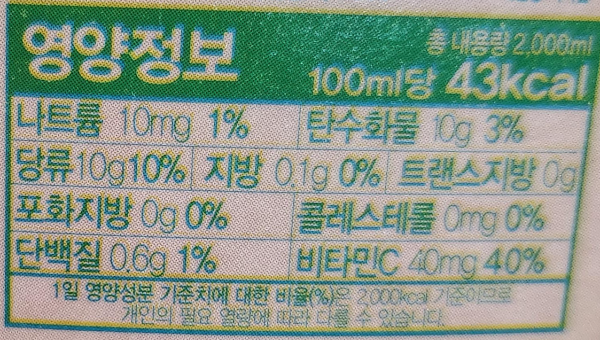 영양정보
총 내용량 2,000ml
100ml당 43kcal
나트륨 10mg 1% 탄수화물 10g 3%
당류 10g 10% 지방 0.1g 0% 트랜스지방 0g
포화지방 0g 0% 콜레스테롤 0mg 0%
단백질 0.6g 1% 비타민C 40mg 40%
1일 영양성분 기준치에 대한 비율(%)은 2,000kcal 기준이므로
개인의 필요 열량에 따라 다를 수 있습니다.